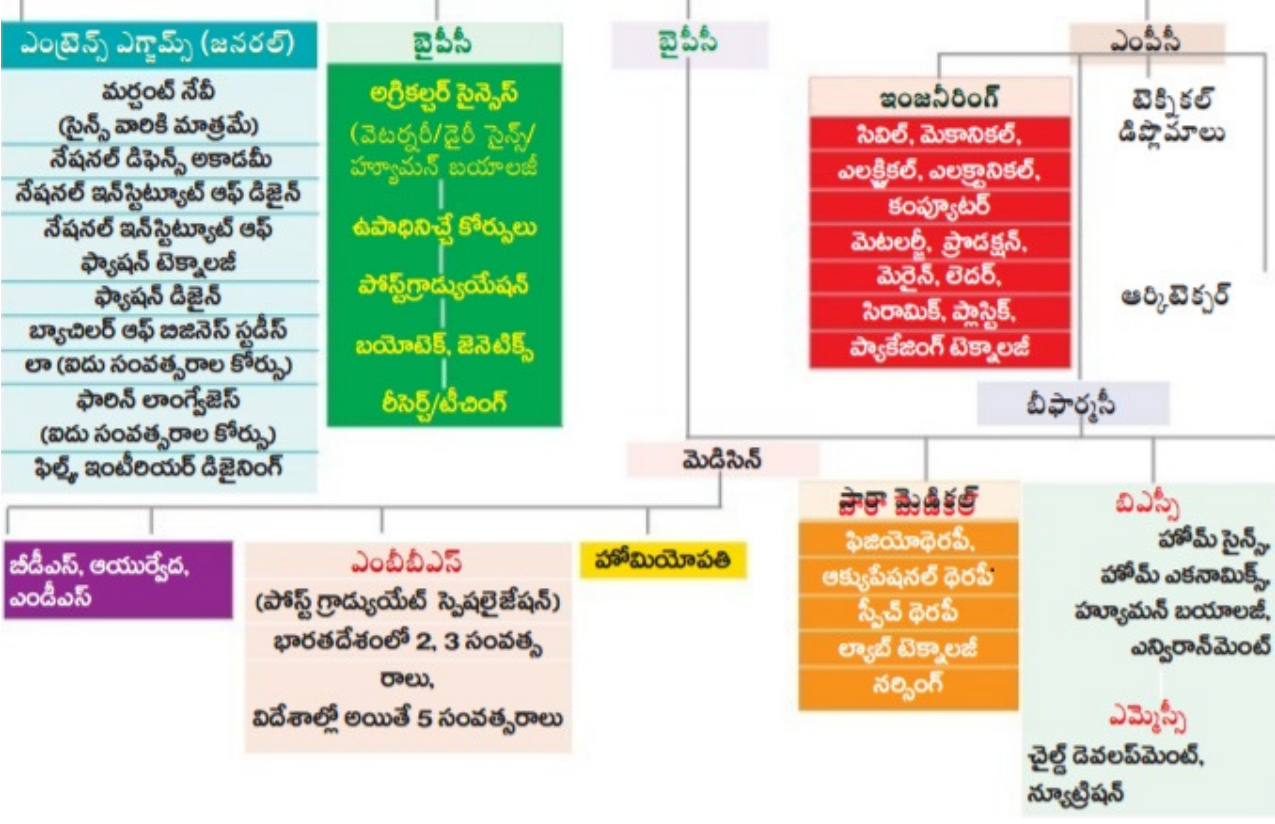 ఎంట్రెన్స్ ఎగ్జామ్స్ (జనరల్)
మర్చంట్ నేవీ
(సైన్స్ వారికి మాత్రమే)
నేషనల్ డిఫెన్స్ అకాడమీ
నేషనల్ ఇన్‌స్టిట్యూట్ ఆఫ్ డిజైన్
నేషనల్ ఇన్‌స్టిట్యూట్ ఆఫ్
ఫ్యాషన్ టెక్నాలజీ
ఫ్యాషన్ డిజైన్
బ్యాచిలర్ ఆఫ్ బిజినెస్ స్టడీస్
లా (ఐదు సంవత్సరాల కోర్సు)
ఫారిన్ లాంగ్వేజెస్
(ఐదు సంవత్సరాల కోర్సు)
ఫిల్మ్, ఇంటీరియర్ డిజైనింగ్
బైపీసీ
అగ్రికల్చర్ సైన్సెస్
(వెటర్నరీ/డైరీ సైన్స్/
హ్యూమన్ బయాలజీ
ఉపాధినిచ్చే కోర్సులు
పోస్ట్‌గ్రాడ్యుయేషన్
బయోటెక్, జెనెటిక్స్
రీసెర్చ్/టీచింగ్
బైపీసీ
ఎంపీసీ
ఇంజనీరింగ్
సివిల్, మెకానికల్,
ఎలక్ట్రికల్, ఎలక్ట్రానికల్,
కంప్యూటర్
మెటలర్జీ, ప్రొడక్షన్,
మెరైన్, లెదర్,
సిరామిక్, ప్లాస్టిక్,
ప్యాకేజింగ్ టెక్నాలజీ
టెక్నికల్
డిప్లొమాలు
ఆర్కిటెక్చర్
బీఫార్మసీ
మెడిసిన్
బీడీఎస్, ఆయుర్వేద,
ఎండీఎస్
ఎంబీబీఎస్
(పోస్ట్ గ్రాడ్యుయేట్ స్పెషలైజేషన్)
భారతదేశంలో 2, 3 సంవత్స
రాలు,
విదేశాల్లో అయితే 5 సంవత్సరాలు
హోమియోపతి
పారా మెడికల్
ఫిజియోథెరపీ,
ఆక్యుపేషనల్ థెరపీ
స్పీచ్ థెరపీ
ల్యాబ్ టెక్నాలజీ
నర్సింగ్
బిఎస్సీ
హోమ్ సైన్స్,
హోమ్ ఎకనామిక్స్,
హ్యూమన్ బయాలజీ,
ఎన్విరాన్‌మెంట్
ఎమ్మెస్సీ
చైల్డ్ డెవలప్‌మెంట్,
న్యూట్రిషన్